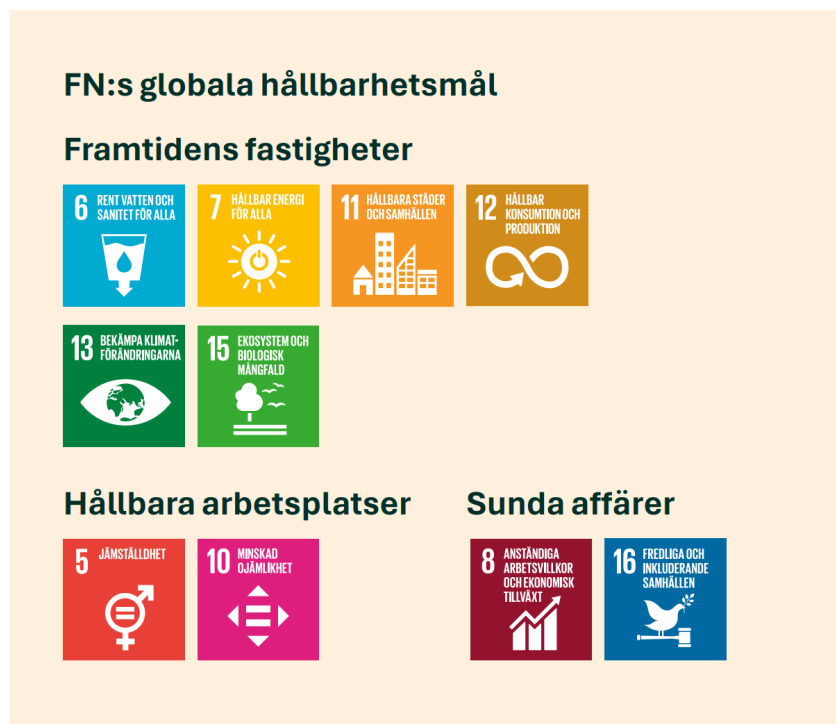 FN:s globala hållbarhetsmål
Framtidens fastigheter
6 RENT VATTEN OCH
SANITET FÖR ALLA
7 HÅLLBAR ENERGI
FÖR ALLA
11 HÅLLBARA STÄDER
OCH SAMHÄLLEN
12 HÅLLBAR
KONSUMTION OCH
PRODUKTION
13 BEKÄMPA KLIMAT-
FÖRÄNDRINGARNA
15 EKOSYSTEM OCH
BIOLOGISK
MÅNGFALD
Hållbara arbetsplatser
5 JÄMSTÄLLDHET
10 MINSKAD
OJÄMLIKHET
Sunda affärer
8 ANSTÄNDIGA
ARBETSVILLKOR
OCH EKONOMISK
TILLVÄXT
16 FREDLIGA OCH
INKLUDERANDE
SAMHÄLLEN